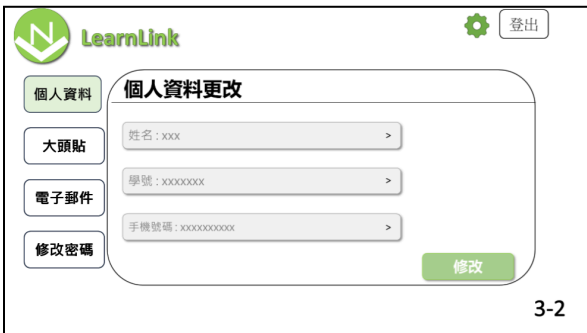 N LearnLink
登出
個人資料
大頭貼
電子郵件
修改密碼
個人資料更改
姓名 : xxx >
學號 : xxxxxxx >
手機號碼 : xxxxxxxxxx >
修改
3-2